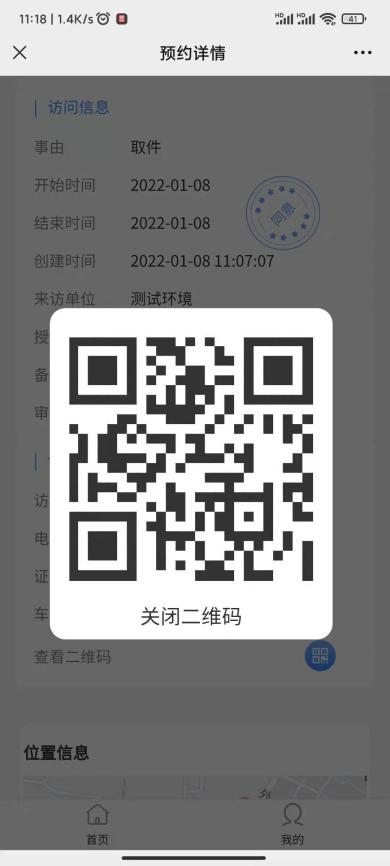 11:18 | 1.4K/s
HD HD 41
预约详情
访问信息
事由 取件
开始时间 2022-01-08
结束时间 2022-01-08
同意
创建时间 2022-01-08 11:07:07
来访单位 测试环境
授
备
审
访
电
证
车
关闭二维码
查看二维码
位置信息
首页 我的